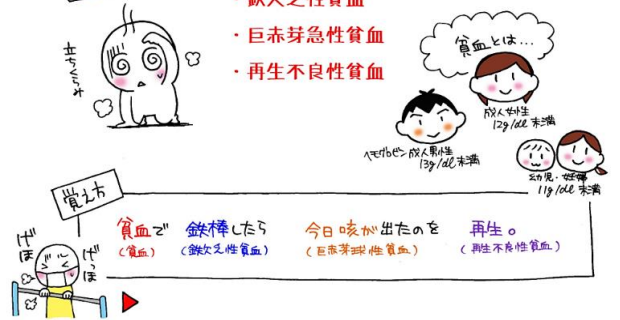 ・鉄欠乏性貧血
・巨赤芽急性貧血
・再生不良性貧血
立ちくらみ
貧血とは…
成人女性
12g/dl 未満
ヘモグロビン 成人男性
13g/dl 未満
幼児・妊婦
11g/dl 未満
覚え方
げほ
げっほ
貧血で 鉄棒したら 今日咳が出たのを 再生。
(貧血) (鉄欠乏性貧血) (巨赤芽球性貧血) (再生不良性貧血)